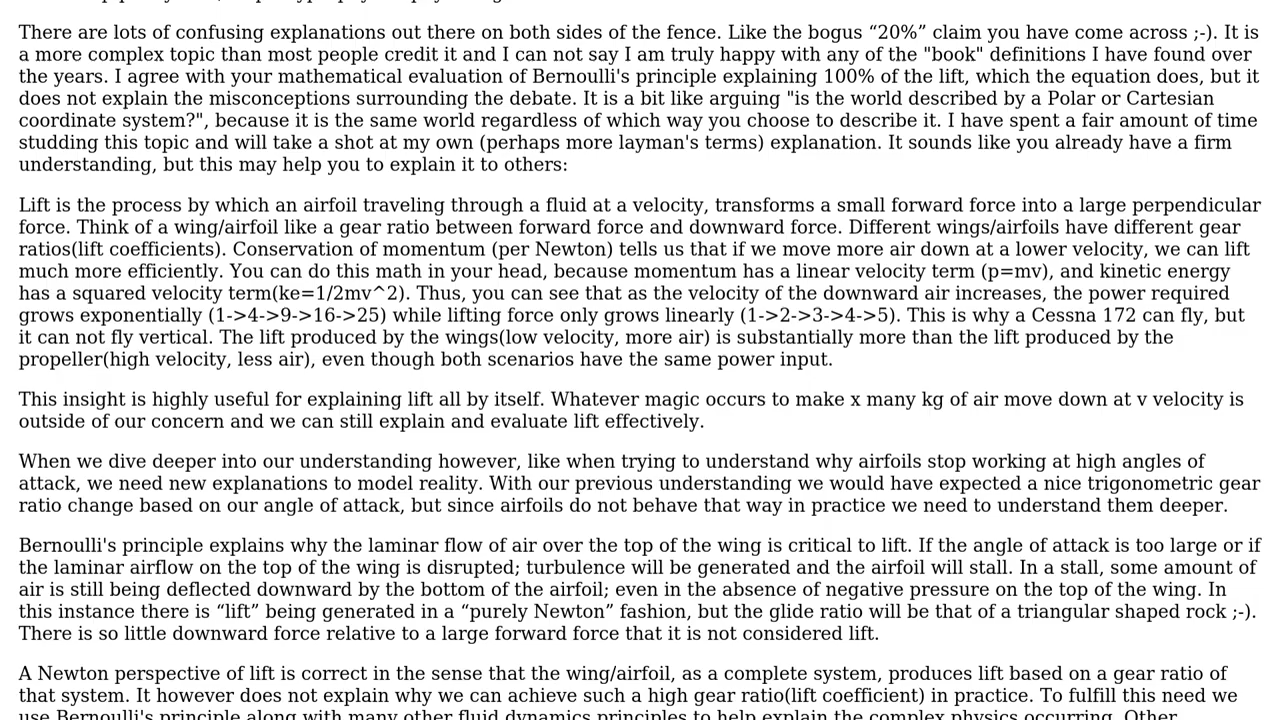 There are lots of confusing explanations out there on both sides of the fence. Like the bogus “20%” claim you have come across ;-). It is
a more complex topic than most people credit it and I can not say I am truly happy with any of the "book" definitions I have found over
the years. I agree with your mathematical evaluation of Bernoulli's principle explaining 100% of the lift, which the equation does, but it
does not explain the misconceptions surrounding the debate. It is a bit like arguing "is the world described by a Polar or Cartesian
coordinate system?", because it is the same world regardless of which way you choose to describe it. I have spent a fair amount of time
studding this topic and will take a shot at my own (perhaps more layman's terms) explanation. It sounds like you already have a firm
understanding, but this may help you to explain it to others:
Lift is the process by which an airfoil traveling through a fluid at a velocity, transforms a small forward force into a large perpendicular
force. Think of a wing/airfoil like a gear ratio between forward force and downward force. Different wings/airfoils have different gear
ratios(lift coefficients). Conservation of momentum (per Newton) tells us that if we move more air down at a lower velocity, we can lift
much more efficiently. You can do this math in your head, because momentum has a linear velocity term (p=mv), and kinetic energy
has a squared velocity term(ke=1/2mv^2). Thus, you can see that as the velocity of the downward air increases, the power required
grows exponentially (1->4->9->16->25) while lifting force only grows linearly (1->2->3->4->5). This is why a Cessna 172 can fly, but
it can not fly vertical. The lift produced by the wings(low velocity, more air) is substantially more than the lift produced by the
propeller(high velocity, less air), even though both scenarios have the same power input.
This insight is highly useful for explaining lift all by itself. Whatever magic occurs to make x many kg of air move down at v velocity is
outside of our concern and we can still explain and evaluate lift effectively.
When we dive deeper into our understanding however, like when trying to understand why airfoils stop working at high angles of
attack, we need new explanations to model reality. With our previous understanding we would have expected a nice trigonometric gear
ratio change based on our angle of attack, but since airfoils do not behave that way in practice we need to understand them deeper.
Bernoulli's principle explains why the laminar flow of air over the top of the wing is critical to lift. If the angle of attack is too large or if
the laminar airflow on the top of the wing is disrupted; turbulence will be generated and the airfoil will stall. In a stall, some amount of
air is still being deflected downward by the bottom of the airfoil; even in the absence of negative pressure on the top of the wing. In
this instance there is “lift” being generated in a “purely Newton” fashion, but the glide ratio will be that of a triangular shaped rock ;-).
There is so little downward force relative to a large forward force that it is not considered lift.
A Newton perspective of lift is correct in the sense that the wing/airfoil, as a complete system, produces lift based on a gear ratio of
that system. It however does not explain why we can achieve such a high gear ratio(lift coefficient) in practice. To fulfill this need we
use Bernoulli's principle along with many other fluid dynamics principles to help explain the complex physics occurring. Other